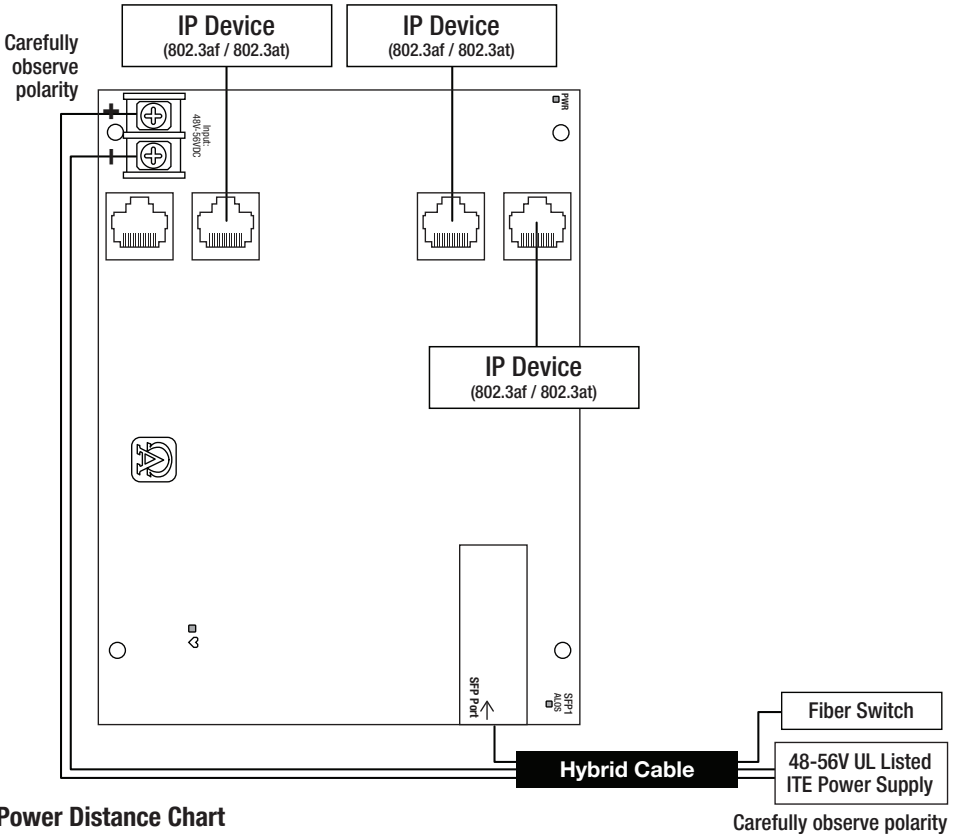 IP Device
(802.3af / 802.3at)
IP Device
(802.3af / 802.3at)
Carefully
observe
polarity
+
–
Input:
48V-56VDC
PWR
IP Device
(802.3af / 802.3at)
SFP Port
SFP1
ALOS
Fiber Switch
Hybrid Cable
48-56V UL Listed
ITE Power Supply
Carefully observe polarity
Power Distance Chart